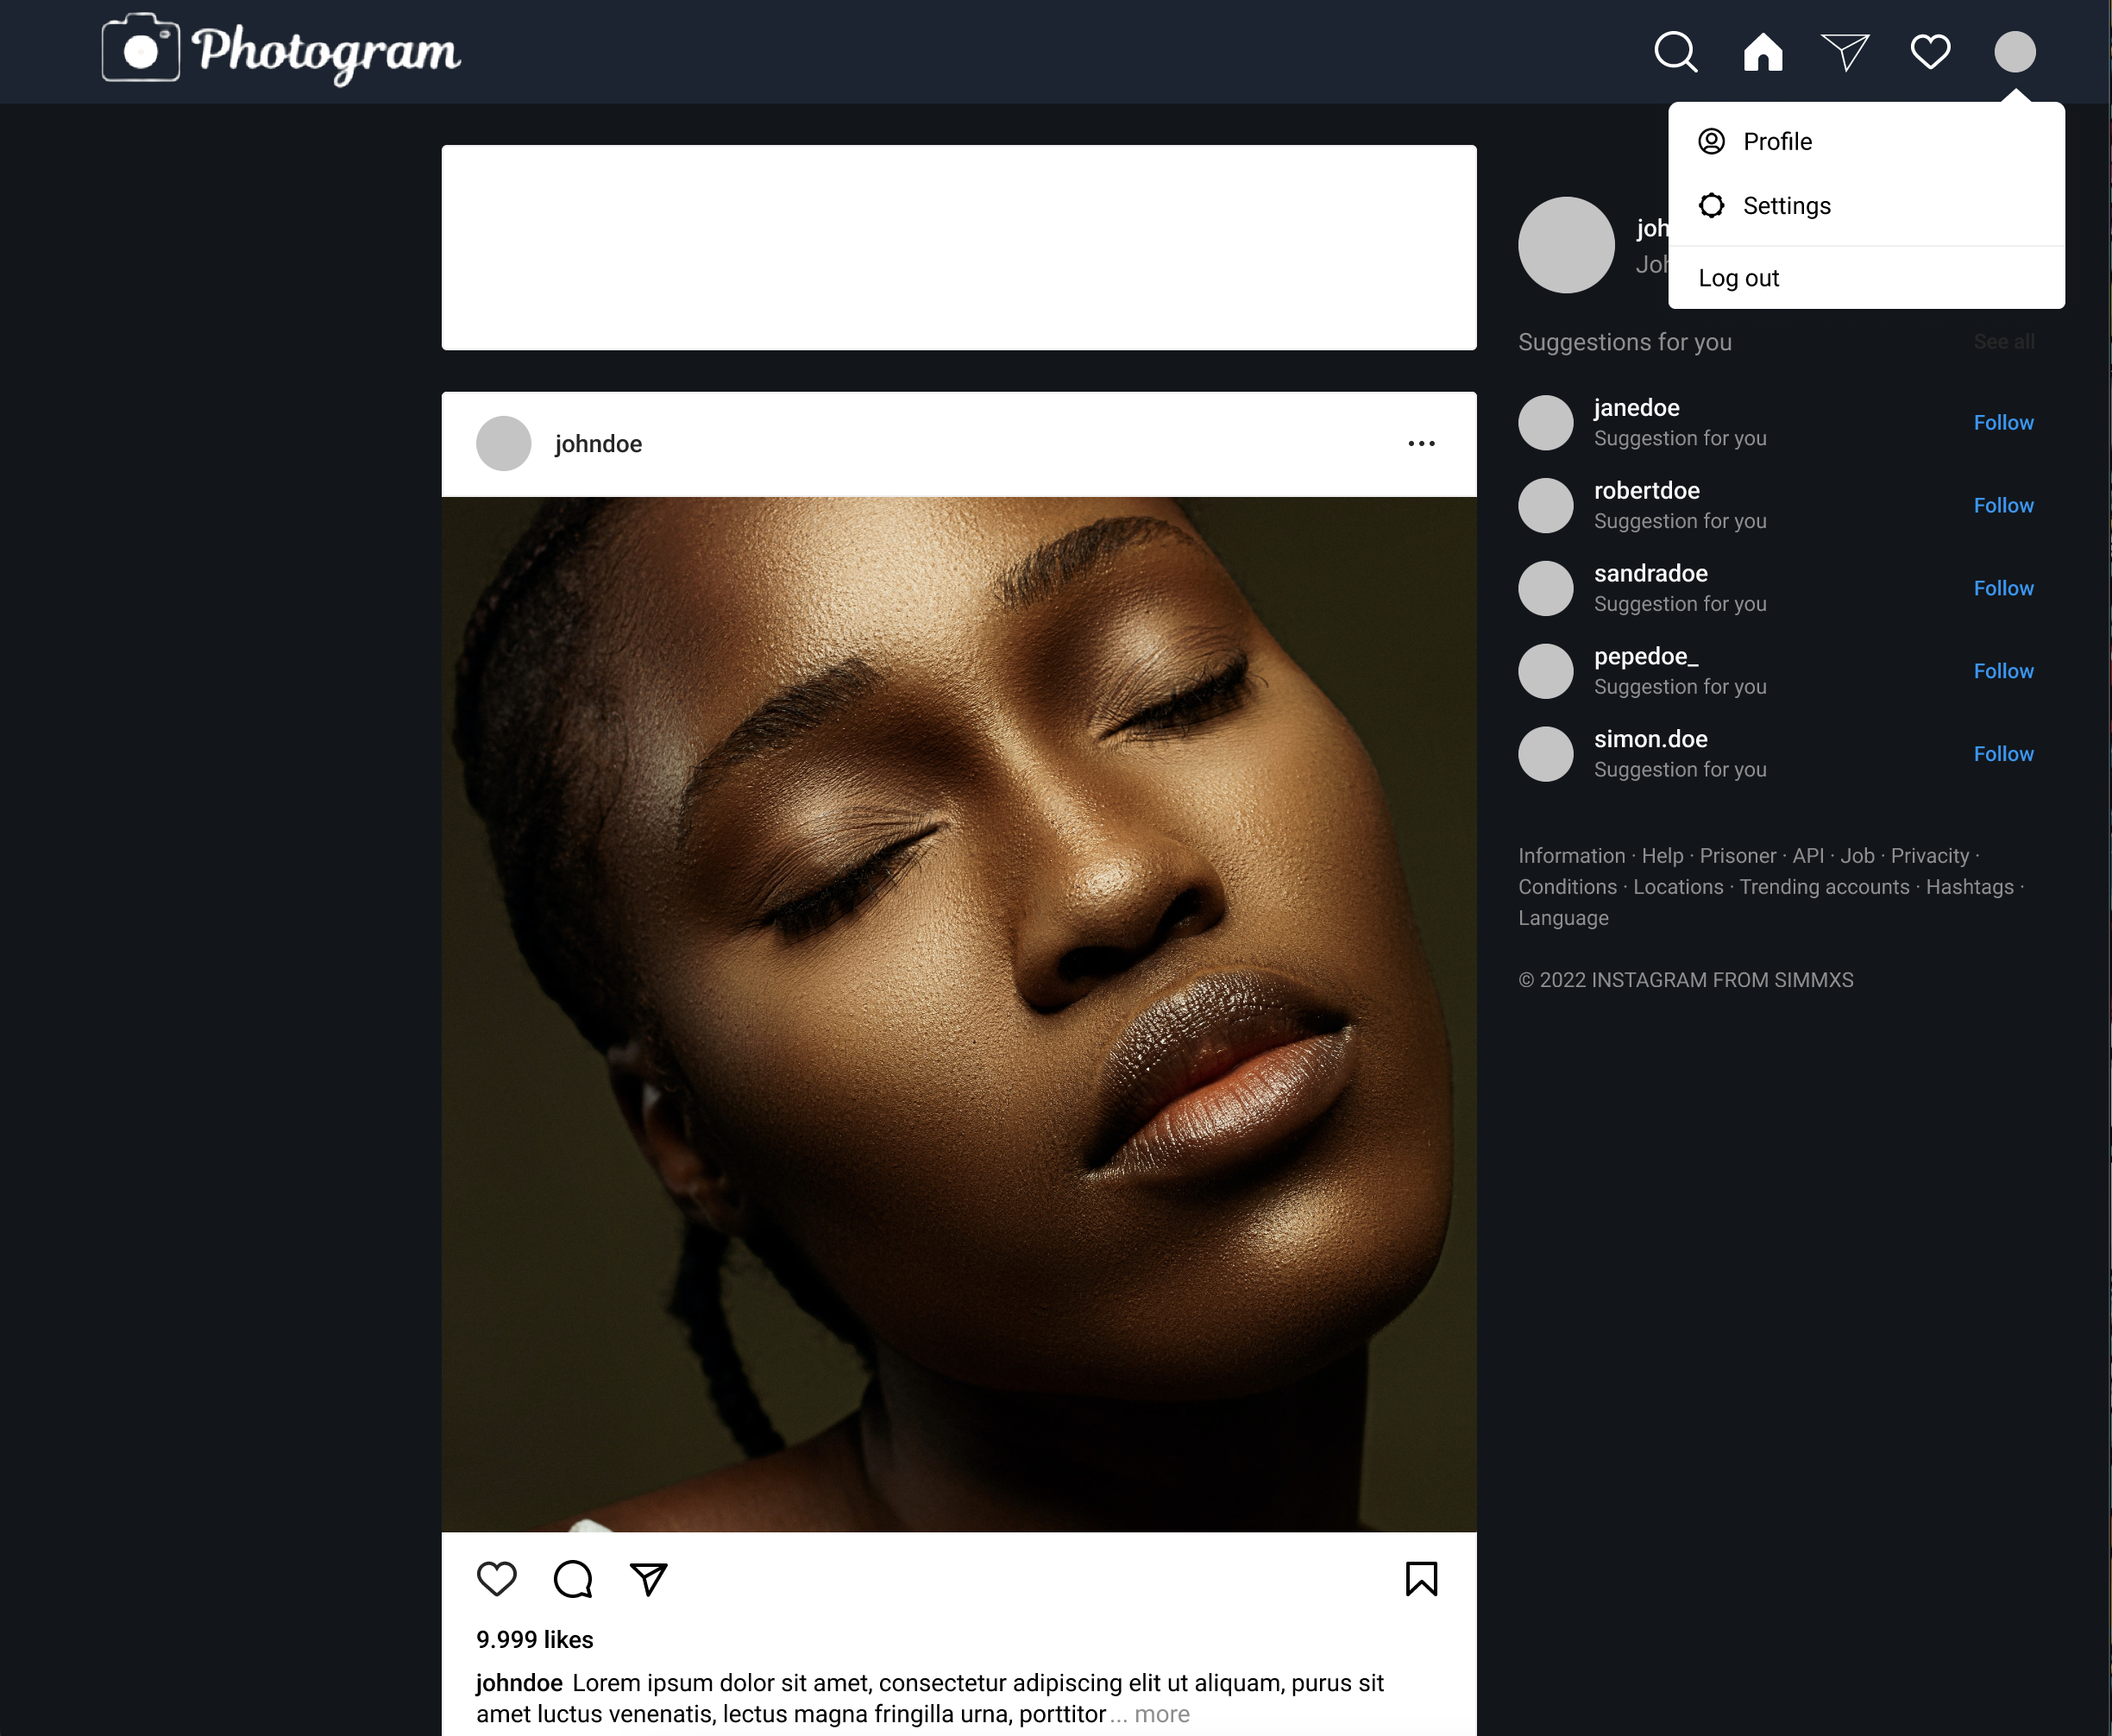 Photogram
Profile
Settings
Log out
joh
Joh
Suggestions for you
See all
janedoe
Suggestion for you
Follow
robertdoe
Suggestion for you
Follow
sandradoe
Suggestion for you
Follow
pepedoe_
Suggestion for you
Follow
simon.doe
Suggestion for you
Follow
Information · Help · Prisoner · API · Job · Privacity ·
Conditions · Locations · Trending accounts · Hashtags ·
Language
© 2022 INSTAGRAM FROM SIMMXS
johndoe
9.999 likes
johndoe Lorem ipsum dolor sit amet, consectetur adipiscing elit ut aliquam, purus sit
amet luctus venenatis, lectus magna fringilla urna, porttitor ... more